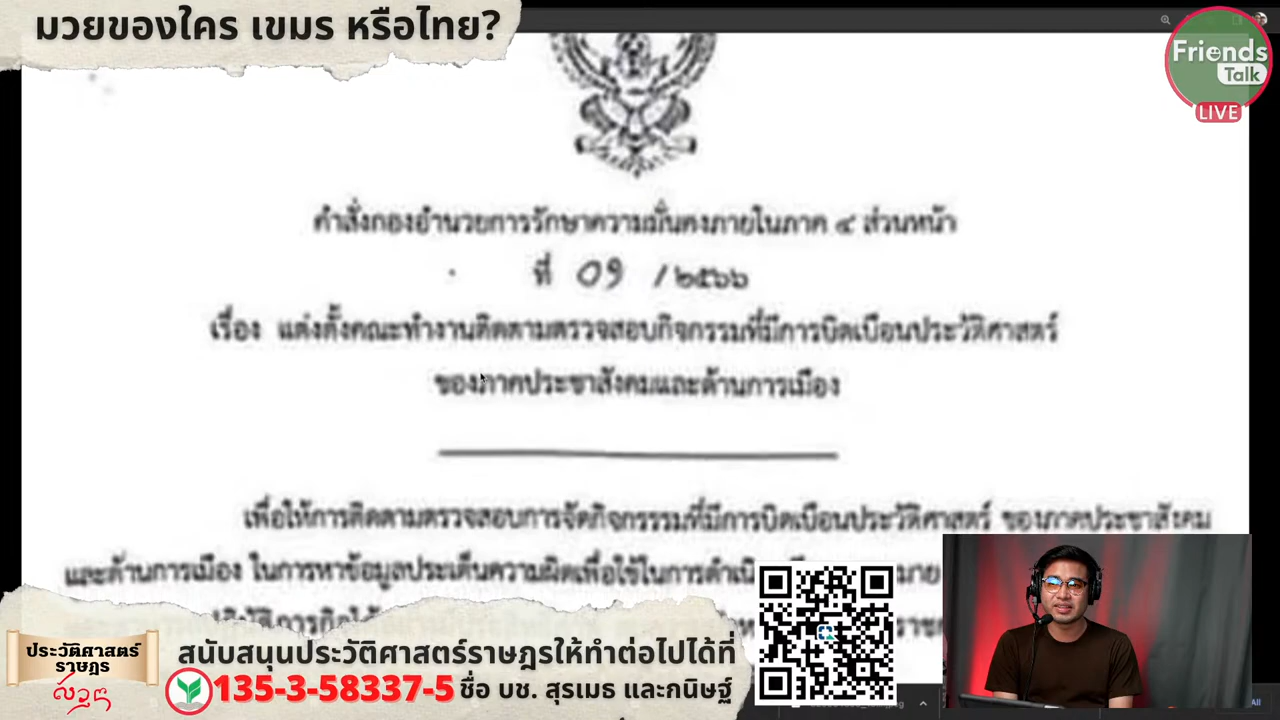 มวยของใคร เขมร หรือไทย?
Friends
Talk
LIVE
คำสั่งกองอำนวยการรักษาความมั่นคงภายในภาค ๔ ส่วนหน้า
ที่ 09 /๒๕๖๖
เรื่อง แต่งตั้งคณะทำงานติดตามตรวจสอบกิจกรรมที่มีการบิดเบือนประวัติศาสตร์
ของภาคประชาสังคมและด้านการเมือง
เพื่อให้การติดตามตรวจสอบการจัดกิจกรรมที่มีการบิดเบือนประวัติศาสตร์ ของภาคประชาสังคม
และด้านการเมือง ในการหาข้อมูลประเด็นความผิดเพื่อใช้ในการดำเนิ
ประวัติศาสตร์
ราษฎร
สนับสนุนประวัติศาสตร์ราษฎรให้ทำต่อไปได้ที่
135-3-58337-5 ชื่อ บช. สุรเมธ และกนิษฐ์